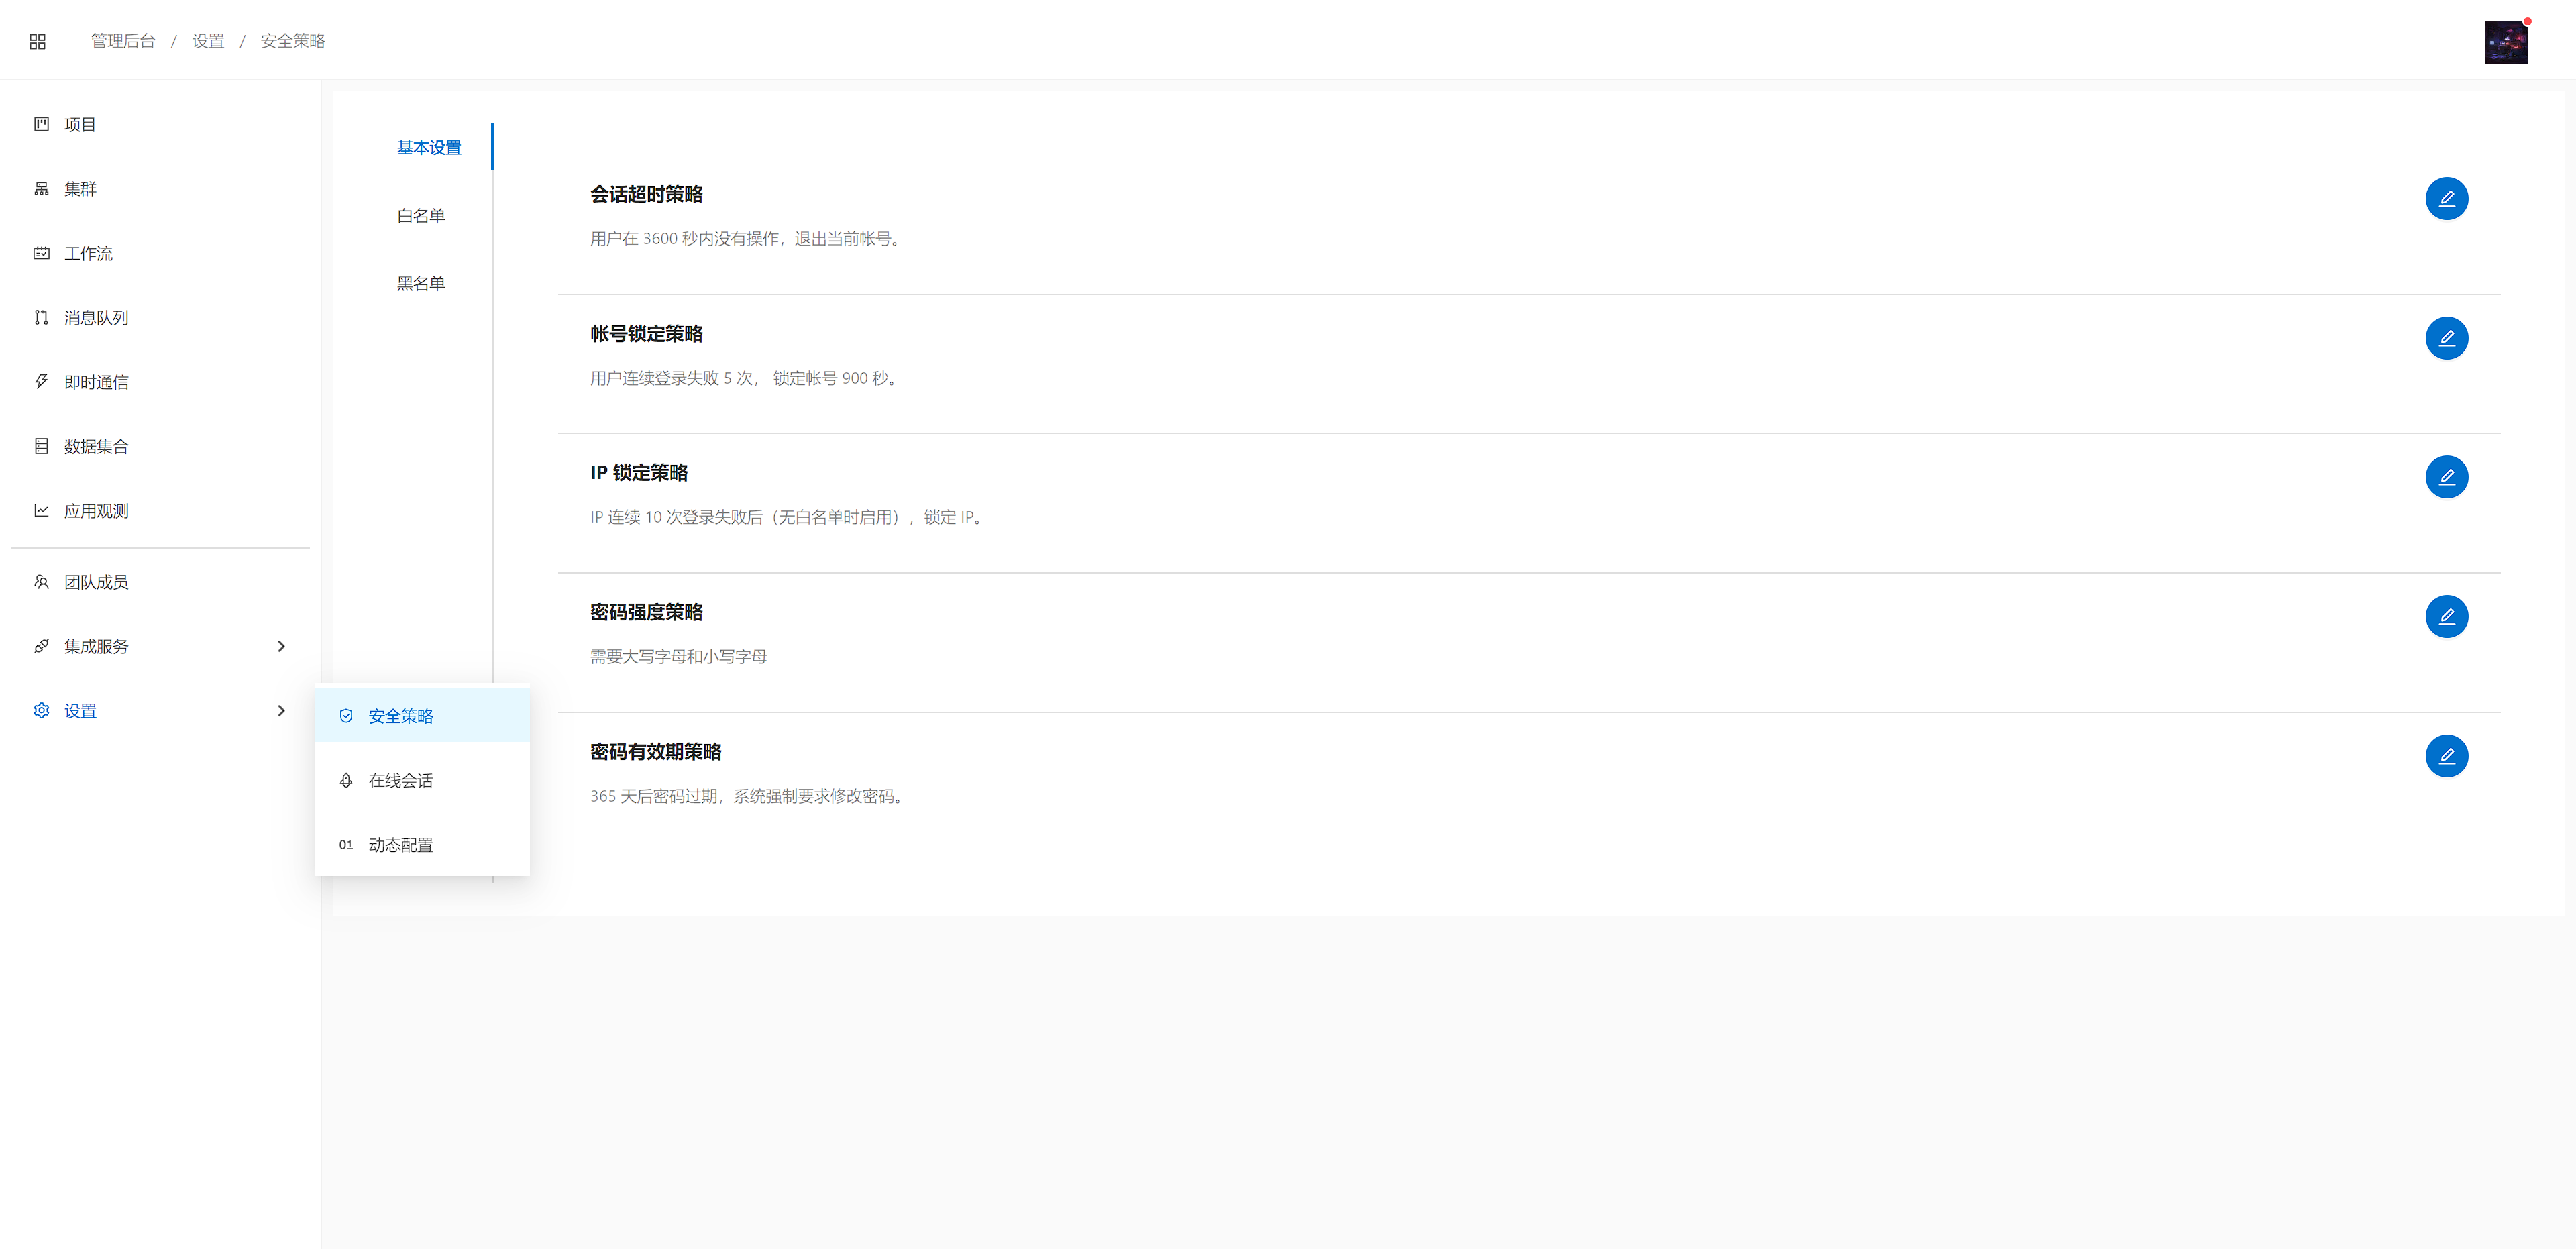 管理后台 / 设置 / 安全策略
项目
集群
工作流
消息队列
即时通信
数据集合
应用观测
团队成员
集成服务
设置
安全策略
在线会话
01 动态配置
基本设置
白名单
黑名单
会话超时策略
用户在 3600 秒内没有操作，退出当前帐号。
帐号锁定策略
用户连续登录失败 5 次， 锁定帐号 900 秒。
IP 锁定策略
IP 连续 10 次登录失败后（无白名单时启用），锁定 IP。
密码强度策略
需要大写字母和小写字母
密码有效期策略
365 天后密码过期，系统强制要求修改密码。